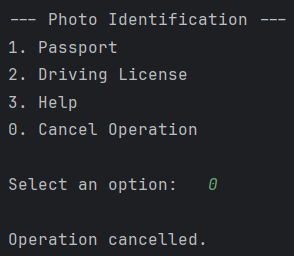 --- Photo Identification ---
1. Passport
2. Driving License
3. Help
0. Cancel Operation
Select an option: 0
Operation cancelled.